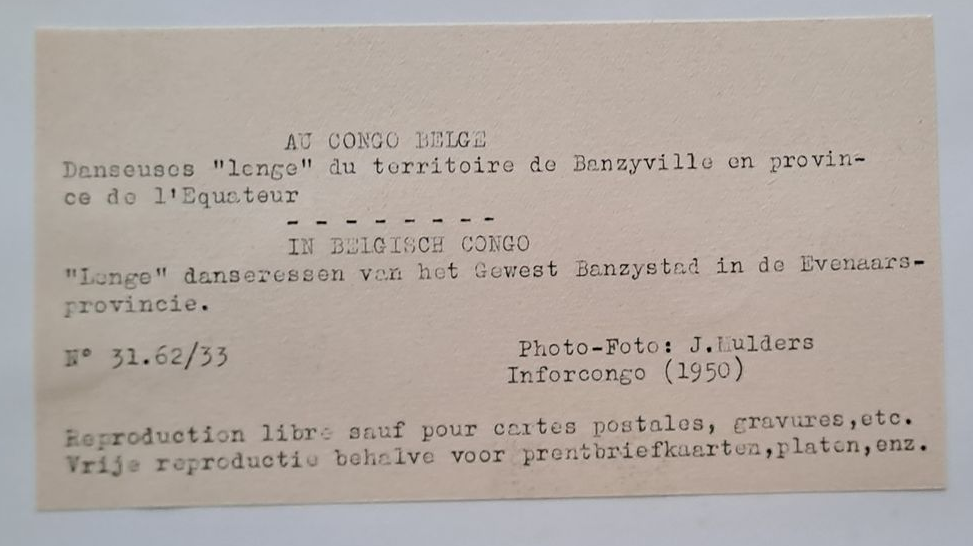 AU CONGO BELGE
Danseuses "longe" du territoire de Banzyville en provin-
ce de l'Equateur
- - - - - - - -
IN BELGISCH CONGO
"Longe" danseressen van het Gewest Banzystad in de Evenaars-
provincie.
N° 31.62/33
Photo-Foto: J.Mulders
Inforcongo (1950)
Reproduction libre sauf pour cartes postales, gravures,etc.
Vrije reproductie behalve voor prentbriefkaarten,platen,enz.